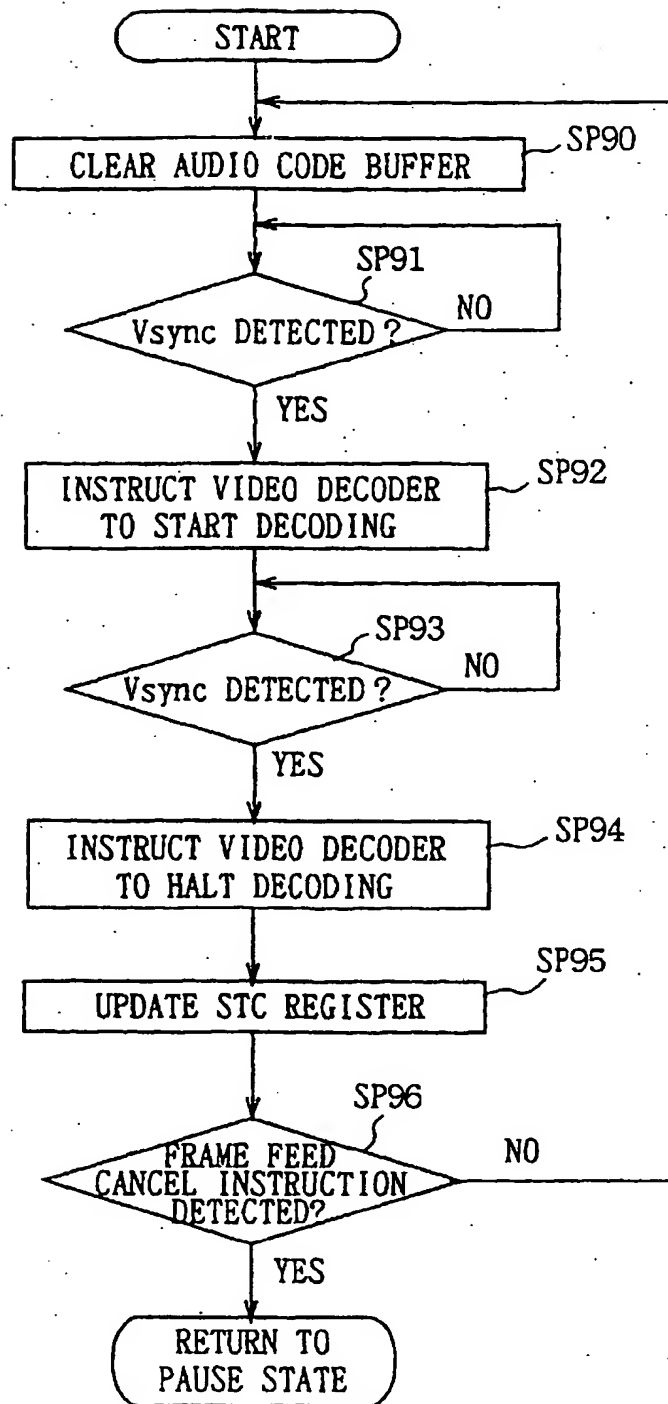 START
CLEAR AUDIO CODE BUFFER
SP90
SP91
Vsync DETECTED?
NO
YES
INSTRUCT VIDEO DECODER
TO START DECODING
SP92
SP93
Vsync DETECTED?
NO
YES
INSTRUCT VIDEO DECODER
TO HALT DECODING
SP94
SP95
UPDATE STC REGISTER
SP96
FRAME FEED
CANCEL INSTRUCTION
DETECTED?
NO
YES
RETURN TO
PAUSE STATE